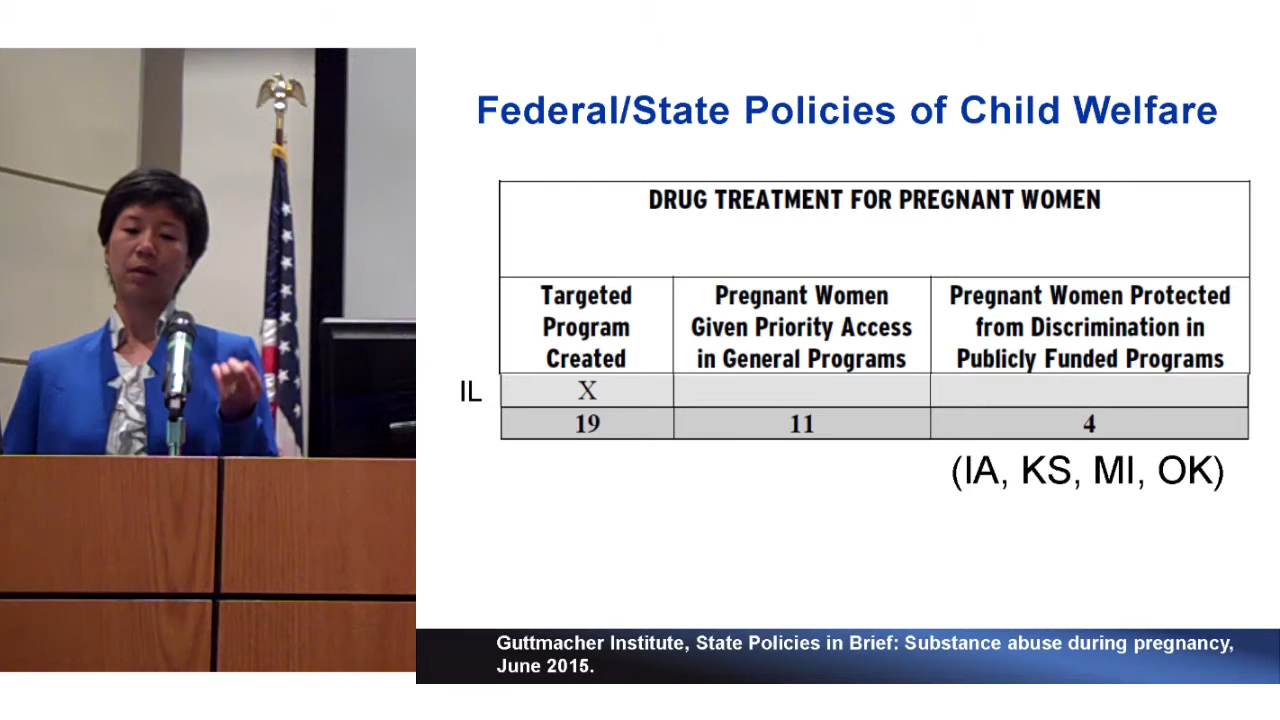 Federal/State Policies of Child Welfare
DRUG TREATMENT FOR PREGNANT WOMEN
Targeted
Program
Created
Pregnant Women
Given Priority Access
in General Programs
Pregnant Women Protected
from Discrimination in
Publicly Funded Programs
IL X
19 11 4
(IA, KS, MI, OK)
Guttmacher Institute, State Policies in Brief: Substance abuse during pregnancy,
June 2015.